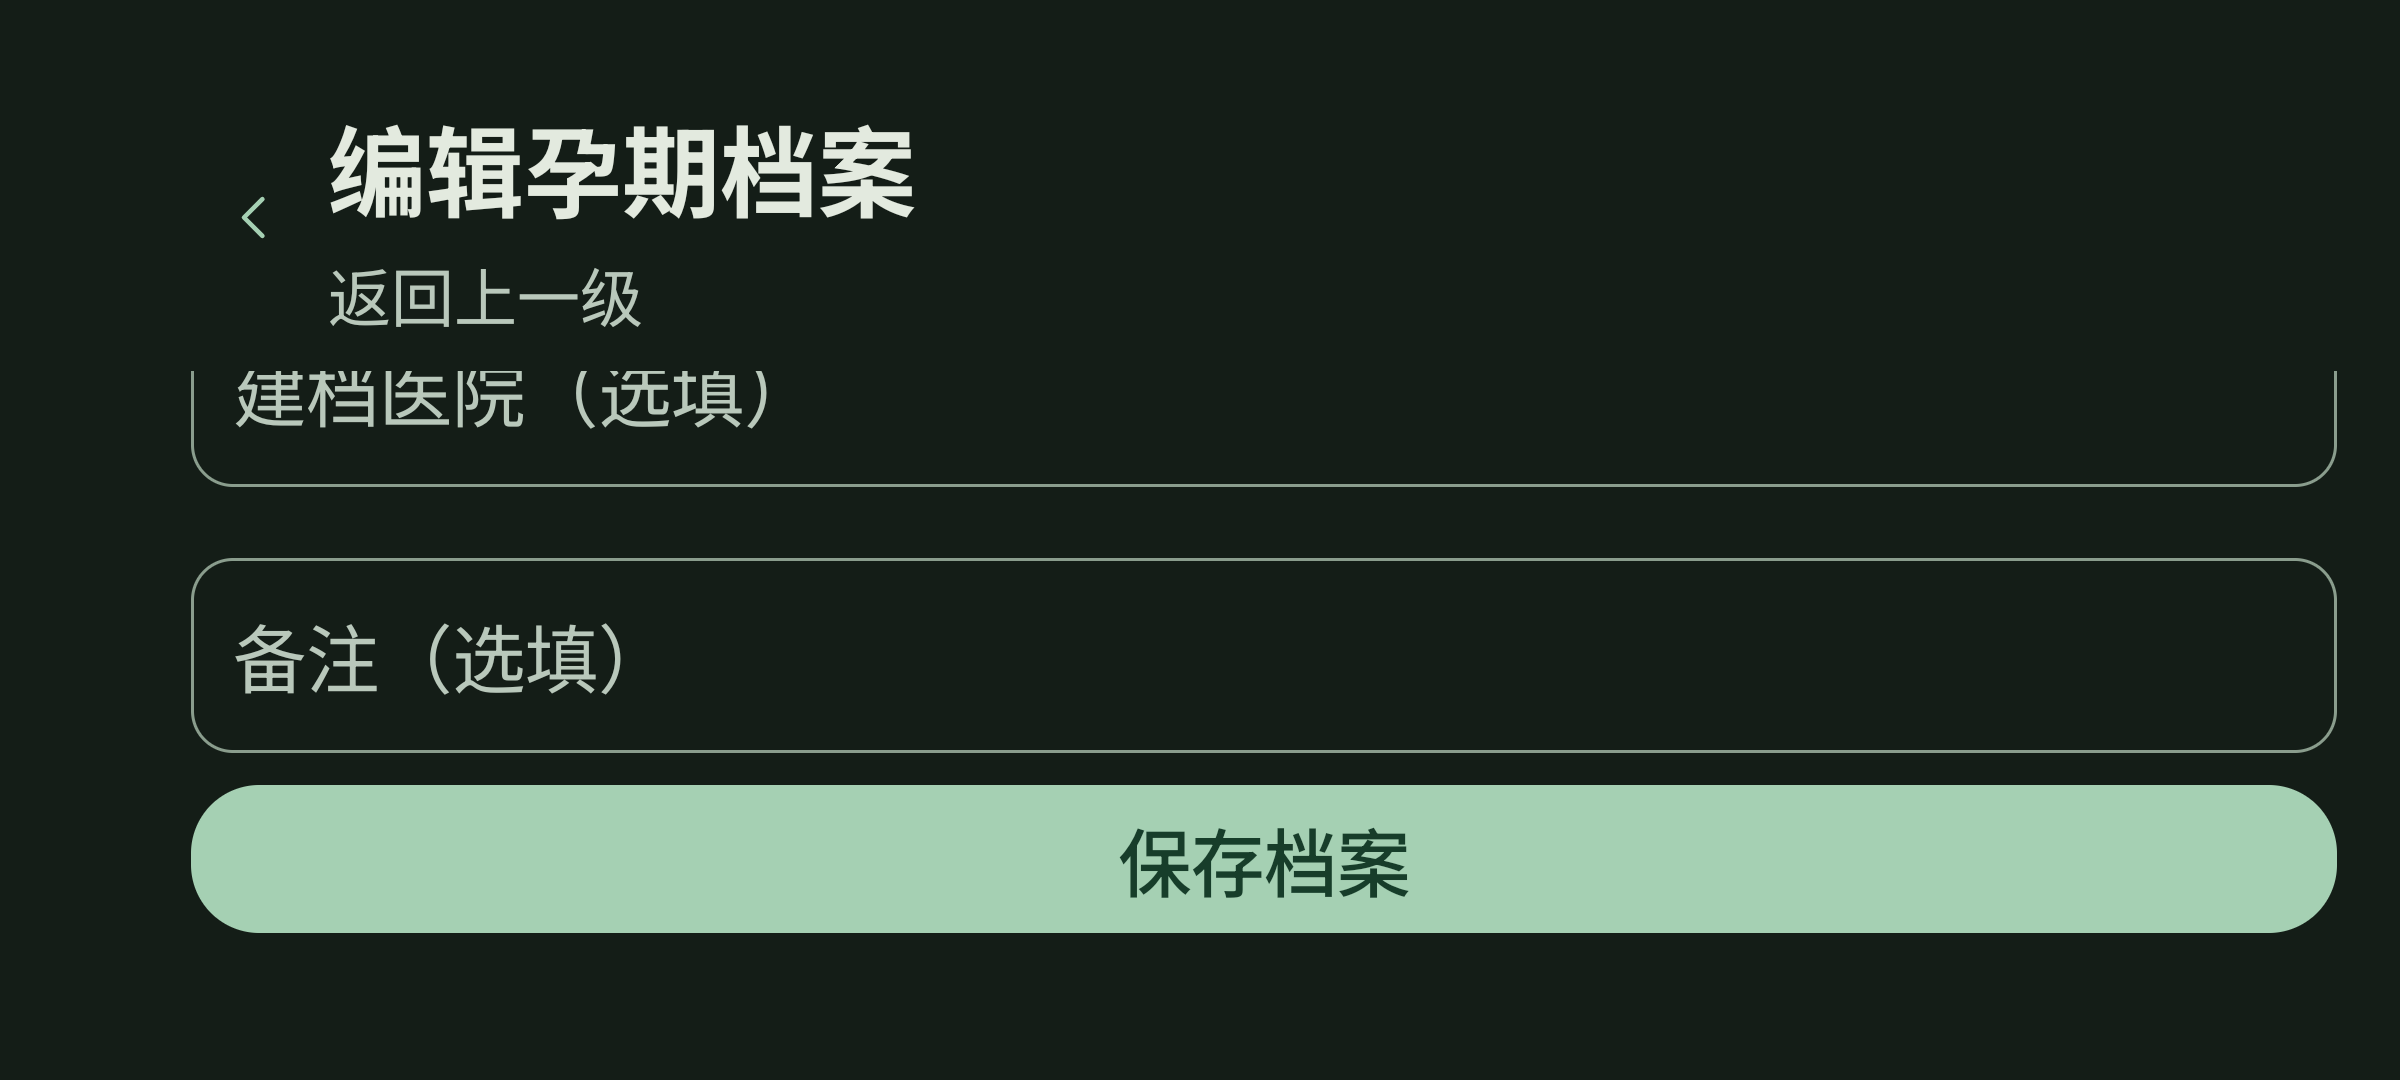 编辑孕期档案
返回上一级
建档医院（选填）
备注（选填）
保存档案